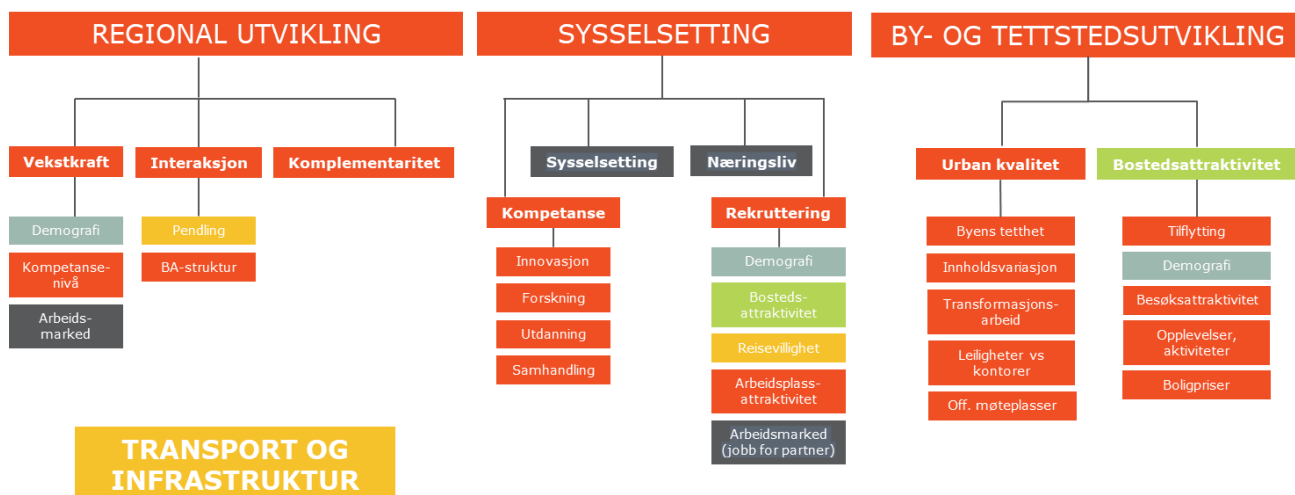 REGIONAL UTVIKLING
Vekstkraft
Demografi
Kompetanse-
nivå
Arbeids-
marked
Interaksjon
Pendling
BA-struktur
Komplementaritet
TRANSPORT OG
INFRASTRUKTUR
SYSSELSETTING
Sysselsetting
Næringsliv
Kompetanse
Innovasjon
Forskning
Utdanning
Samhandling
Rekruttering
Demografi
Bosteds-
attraktivitet
Reisevillighet
Arbeidsplass-
attraktivitet
Arbeidsmarked
(jobb for partner)
BY- OG TETTSTEDSUTVIKLING
Urban kvalitet
Byens tetthet
Innholdsvariasjon
Transformasjons-
arbeid
Leiligheter vs
kontorer
Off. møteplasser
Bostedsattraktivitet
Tilflytting
Demografi
Besøksattraktivitet
Opplevelser,
aktiviteter
Boligpriser